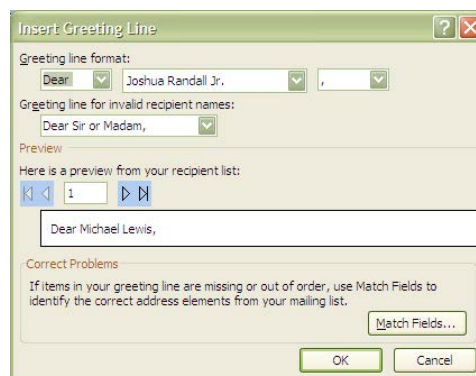 Insert Greeting Line
Greeting line format:
Dear Joshua Randall Jr. ,
Greeting line for invalid recipient names:
Dear Sir or Madam,
Preview
Here is a preview from your recipient list:
1
Dear Michael Lewis,
Correct Problems
If items in your greeting line are missing or out of order, use Match Fields to
identify the correct address elements from your mailing list.
Match Fields...
OK Cancel